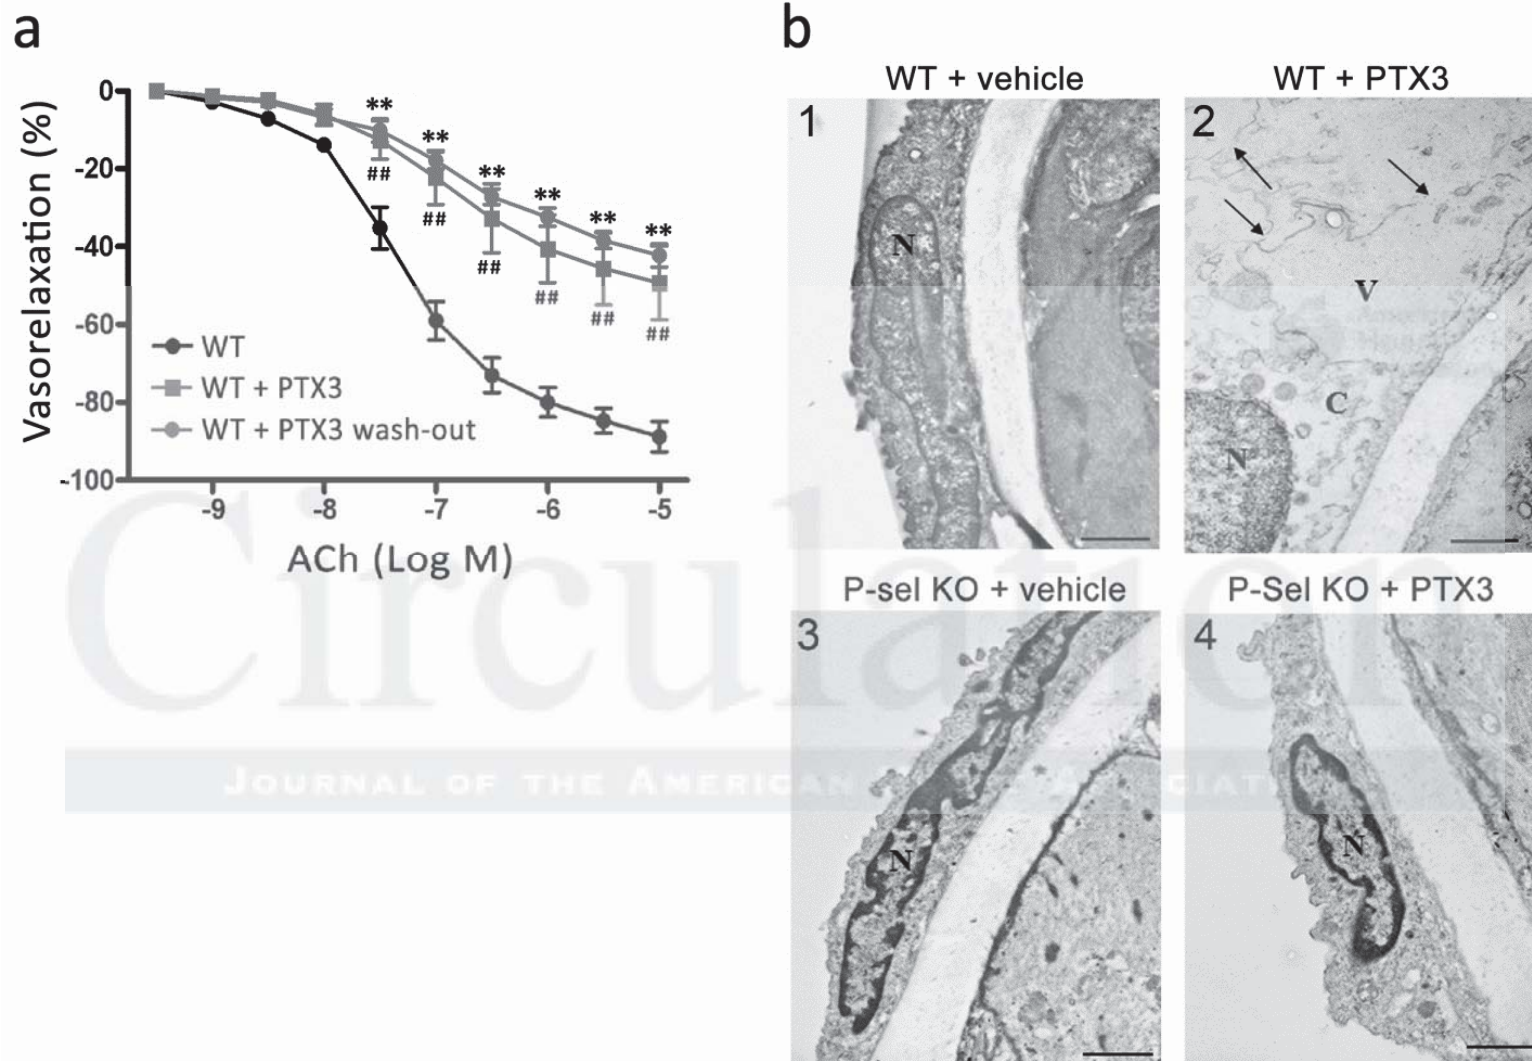 a
Vasorelaxation (%)
0
-20
-40
-60
-80
-100
** ** ** ** ** **
## ## ## ## ## ##
WT
WT + PTX3
WT + PTX3 wash-out
-9 -8 -7 -6 -5
ACh (Log M)
b
WT + vehicle
1
N
WT + PTX3
2
V
C
N
P-sel KO + vehicle
3
N
P-Sel KO + PTX3
4
N
Circulation
JOURNAL OF THE AMERICAN